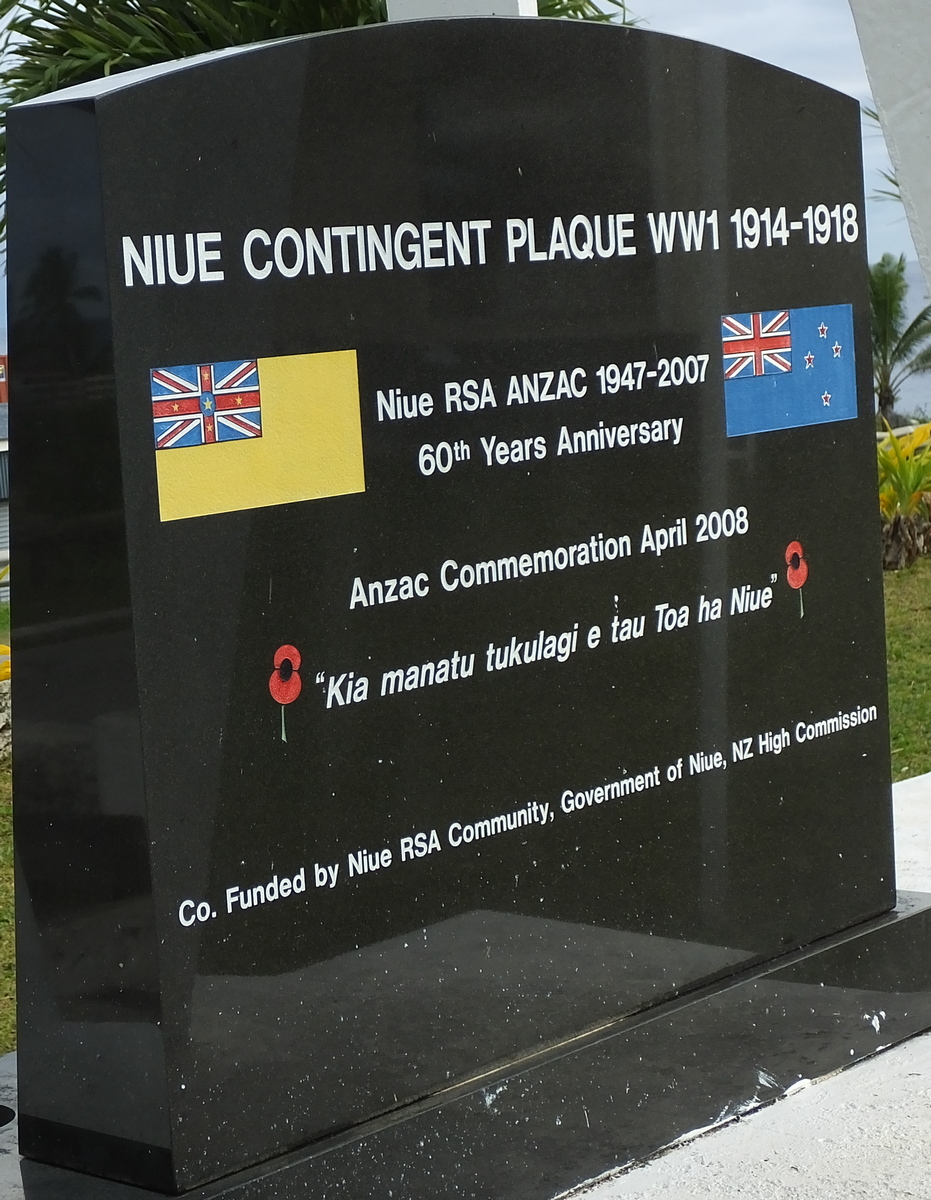 NIUE CONTINGENT PLAQUE WW1 1914-1918
Niue RSA ANZAC 1947-2007
60th Years Anniversary
Anzac Commemoration April 2008
"Kia manatu tukulagi e tau Toa ha Niue"
Co. Funded by Niue RSA Community, Government of Niue, NZ High Commission